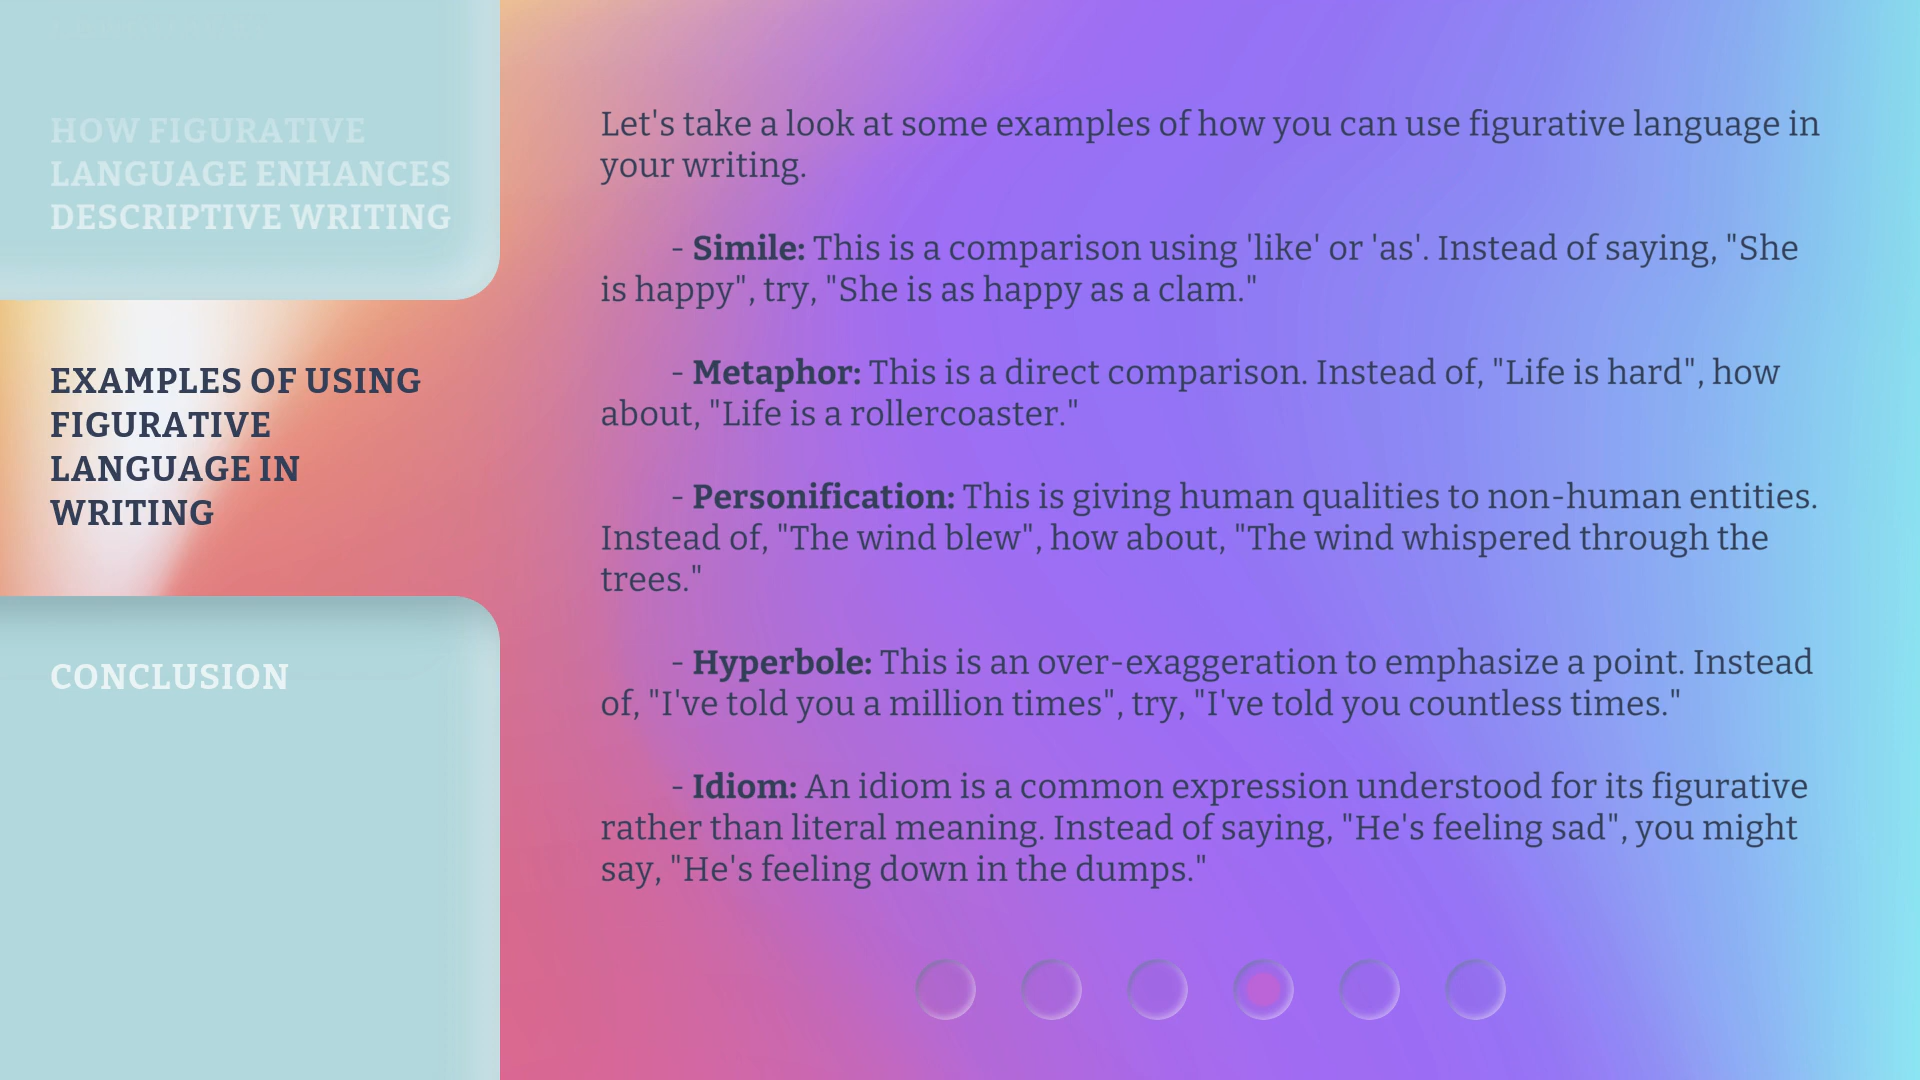 HOW FIGURATIVE
LANGUAGE ENHANCES
DESCRIPTIVE WRITING
EXAMPLES OF USING
FIGURATIVE
LANGUAGE IN
WRITING
CONCLUSION
Let's take a look at some examples of how you can use figurative language in
your writing.
- Simile: This is a comparison using 'like' or 'as'. Instead of saying, "She
is happy", try, "She is as happy as a clam."
- Metaphor: This is a direct comparison. Instead of, "Life is hard", how
about, "Life is a rollercoaster."
- Personification: This is giving human qualities to non-human entities.
Instead of, "The wind blew", how about, "The wind whispered through the
trees."
- Hyperbole: This is an over-exaggeration to emphasize a point. Instead
of, "I've told you a million times", try, "I've told you countless times."
- Idiom: An idiom is a common expression understood for its figurative
rather than literal meaning. Instead of saying, "He's feeling sad", you might
say, "He's feeling down in the dumps."